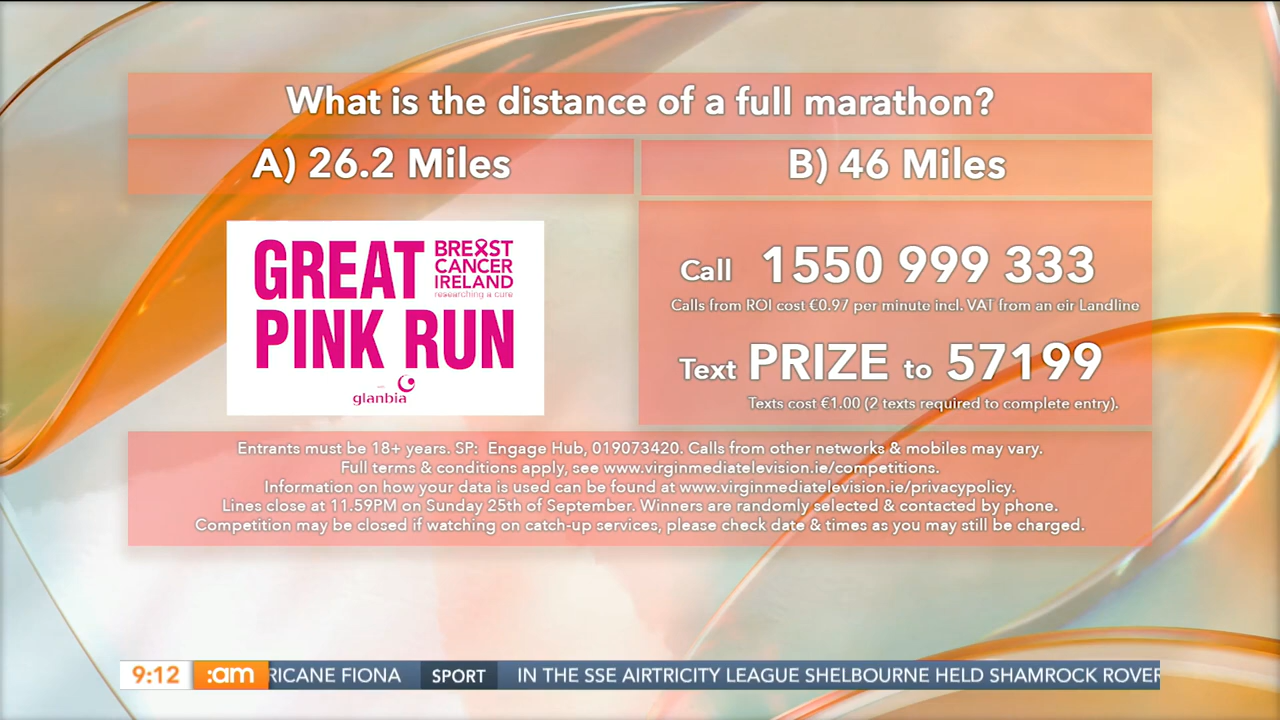 What is the distance of a full marathon?
A) 26.2 Miles
B) 46 Miles
GREAT
BREAST
CANCER
IRELAND
researching a cure
PINK RUN
glanbia
Call 1550 999 333
Calls from ROI cost €0.97 per minute incl. VAT from an eir Landline
Text PRIZE to 57199
Texts cost €1.00 (2 texts required to complete entry).
Entrants must be 18+ years. SP: Engage Hub, 019073420. Calls from other networks & mobiles may vary.
Full terms & conditions apply, see www.virginmediatelevision.ie/competitions.
Information on how your data is used can be found at www.virginmediatelevision.ie/privacypolicy.
Lines close at 11.59PM on Sunday 25th of September. Winners are randomly selected & contacted by phone.
Competition may be closed if watching on catch-up services, please check date & times as you may still be charged.
9:12 :am RICANE FIONA SPORT IN THE SSE AIRTRICITY LEAGUE SHELBOURNE HELD SHAMROCK ROVER